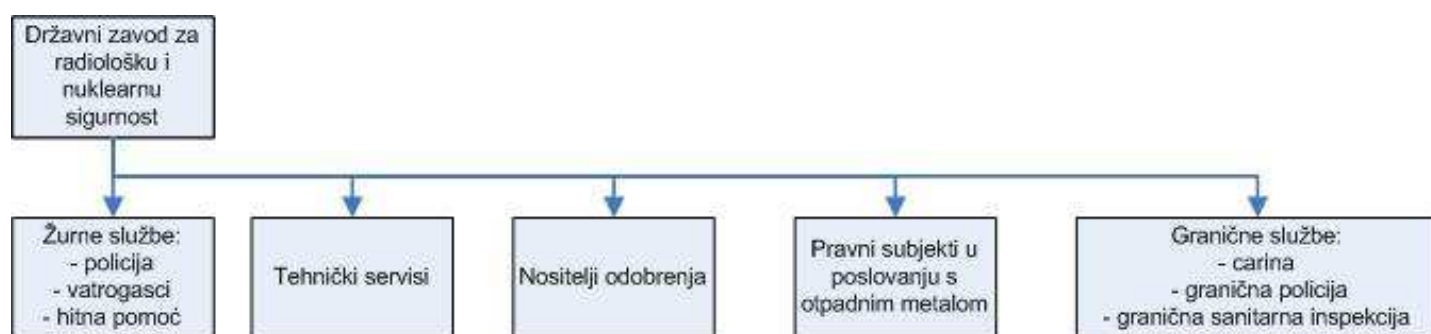 Državni zavod za
radiološku i
nuklearnu
sigurnost
Žurne službe:
- policija
- vatrogasci
- hitna pomoć
Tehnički servisi
Nositelji odobrenja
Pravni subjekti u
poslovanju s
otpadnim metalom
Granične službe:
- carina
- granična policija
- granična sanitarna inspekcija